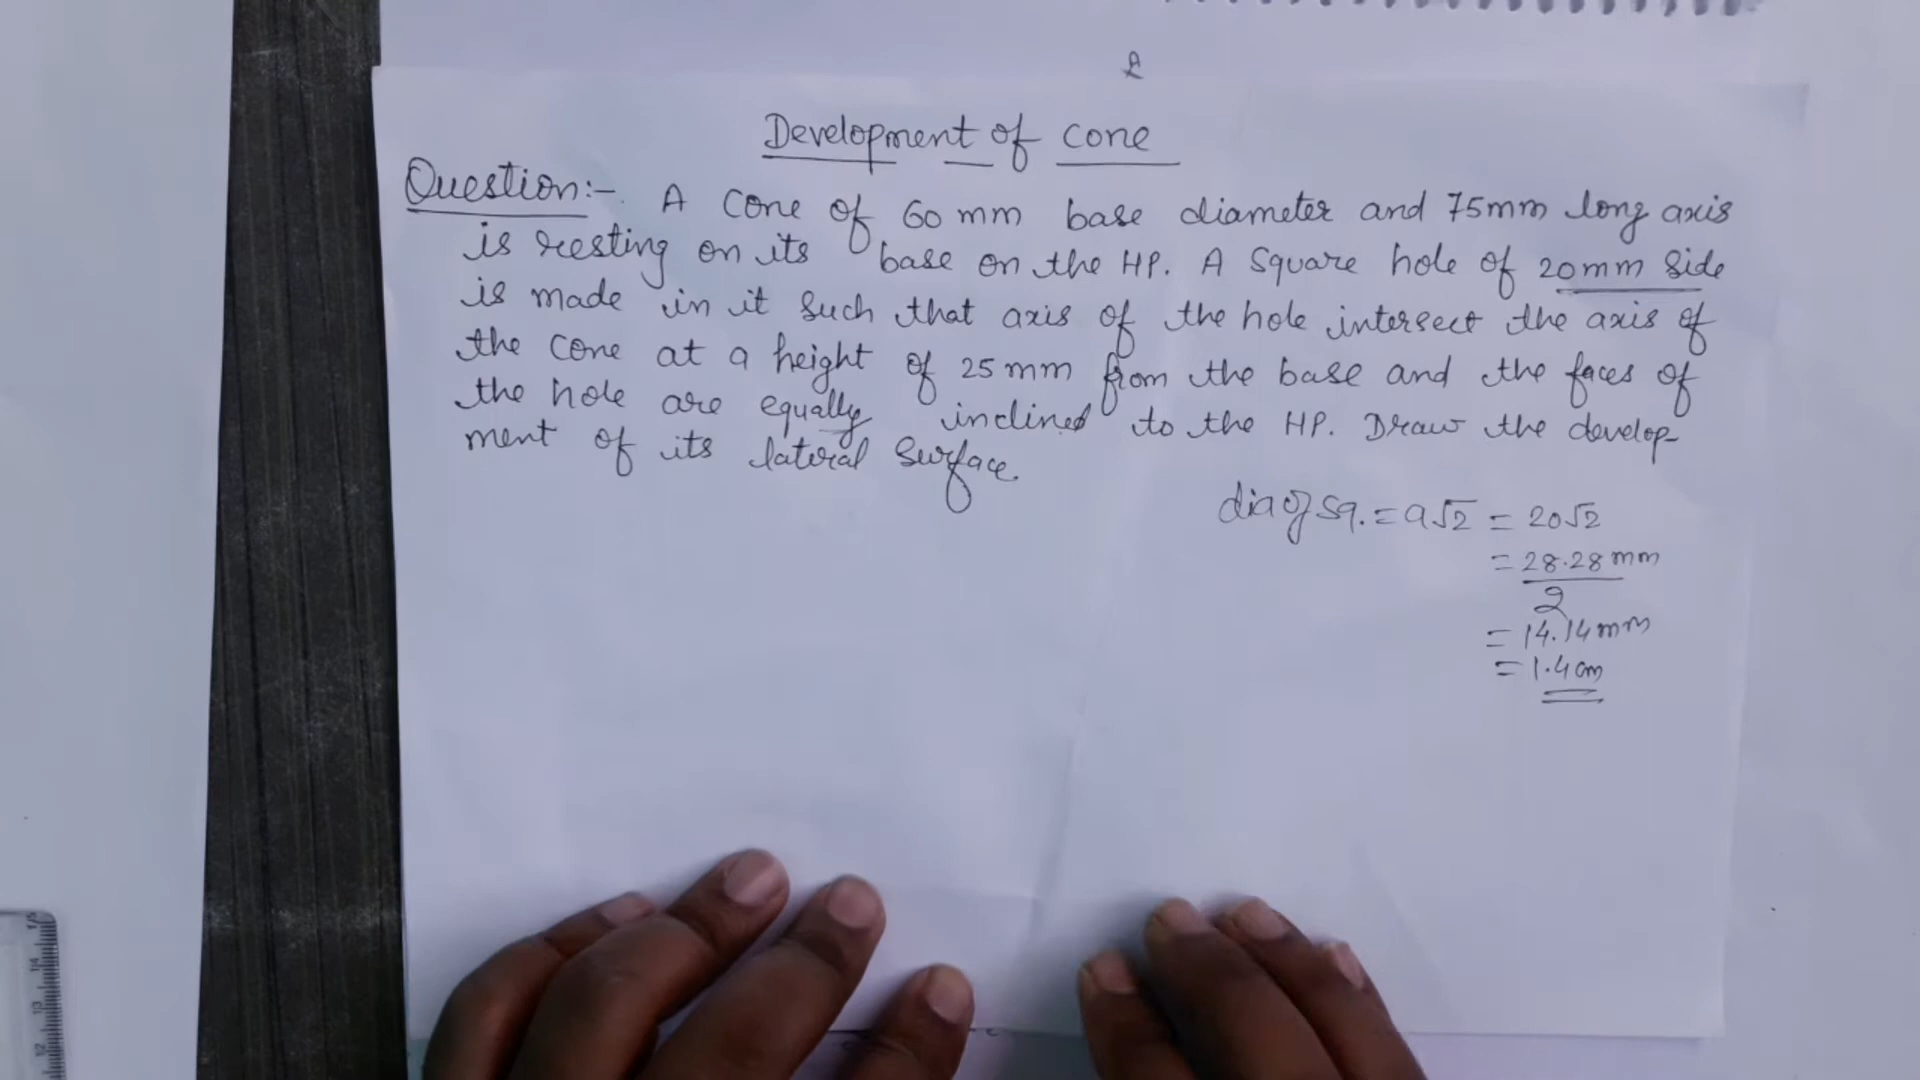 Development of cone
Question:- A cone of 60 mm base diameter and 75mm long axis
is resting on its base on the HP. A Square hole of 20mm side
is made in it such that axis of the hole intersect the axis of
the cone at a height of 25 mm from the base and the faces of
the hole are equally inclined to the HP. Draw the develop-
ment of its lateral surface.
dia of sq. = a√2 = 20√2
= 28.28 mm
2
= 14.14 mm
= 1.4 cm
15
14
13
12